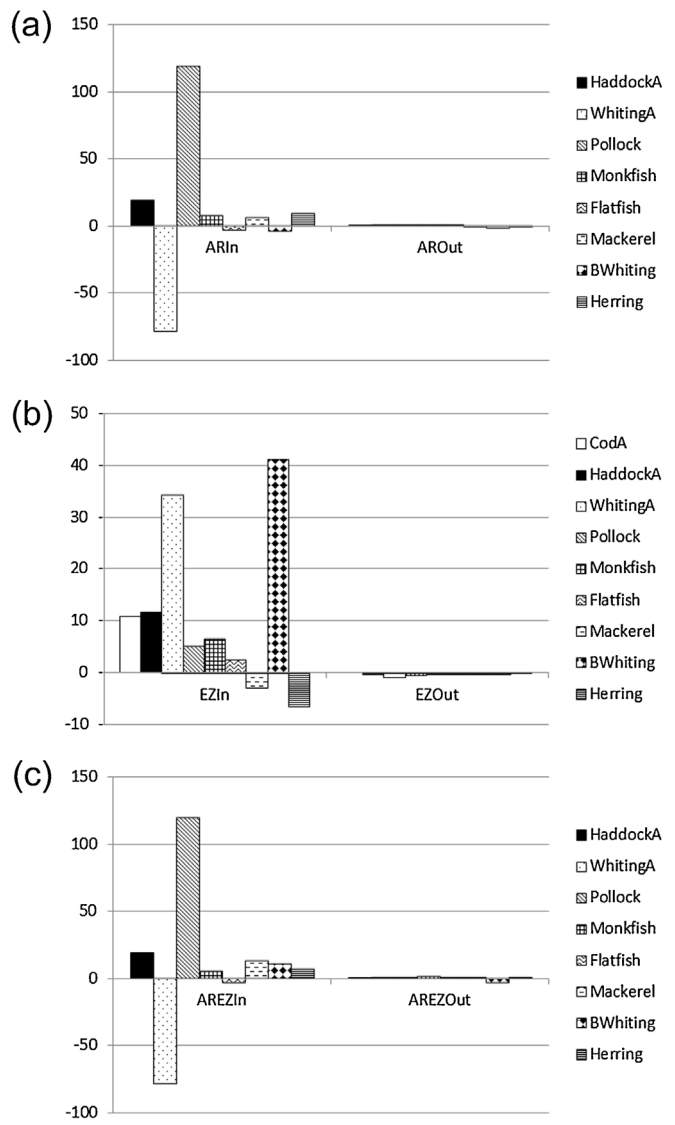 (a)
150
100
50
0
-50
-100
ARIn
AROut
HaddockA
WhitingA
Pollock
Monkfish
Flatfish
Mackerel
BWhiting
Herring
(b)
50
40
30
20
10
0
-10
EZIn
EZOut
CodA
HaddockA
WhitingA
Pollock
Monkfish
Flatfish
Mackerel
BWhiting
Herring
(c)
150
100
50
0
-50
-100
AREZIn
AREZOut
HaddockA
WhitingA
Pollock
Monkfish
Flatfish
Mackerel
BWhiting
Herring